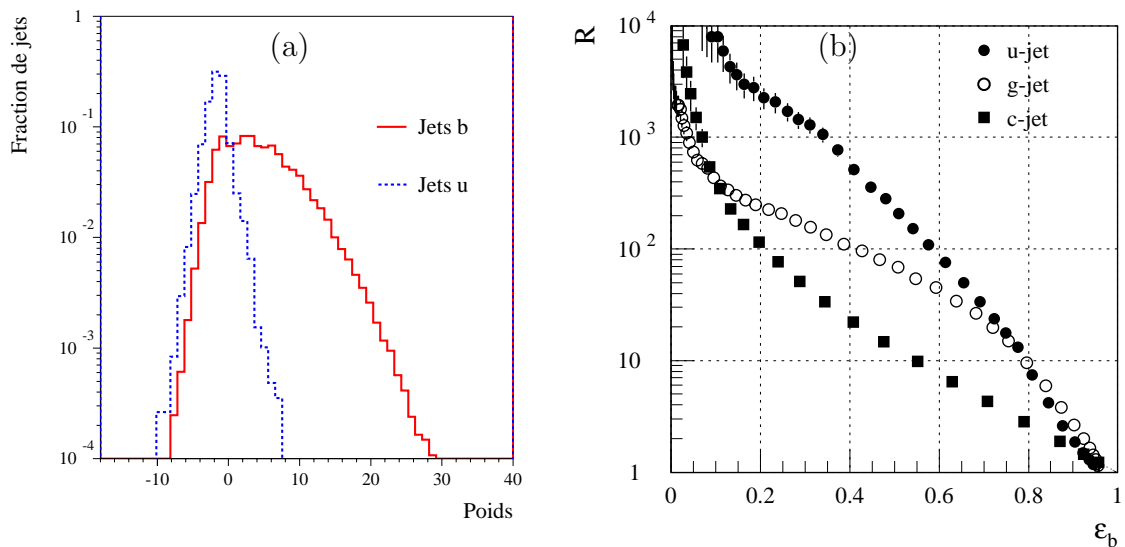 (a)
Fraction de jets
1
10 -1
10 -2
10 -3
10 -4
Jets b
Jets u
-10 0 10 20 30 40
Poids
(b)
R
10 4
10 3
10 2
10
1
u-jet
g-jet
c-jet
0 0.2 0.4 0.6 0.8 1
εb